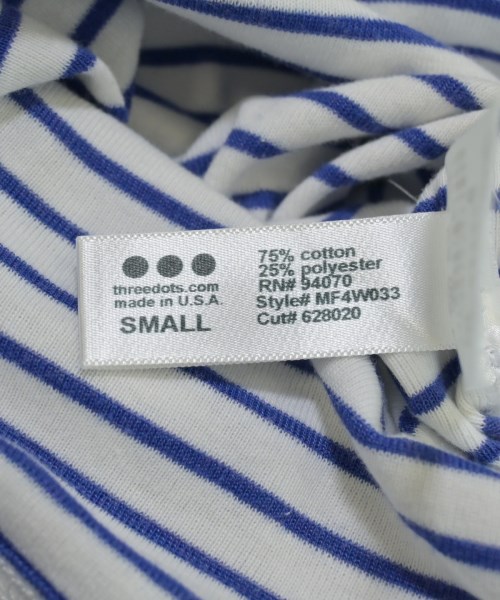 threedots.com
made in U.S.A.
SMALL
75% cotton
25% polyester
RN# 94070
Style# MF4W033
Cut# 628020